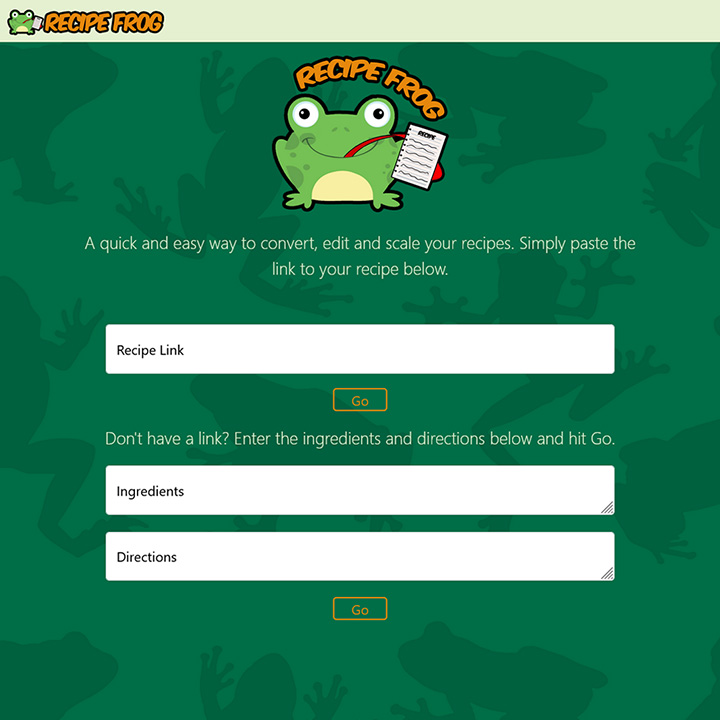 RECIPE FROG
RECIPE FROG
RECIPE
A quick and easy way to convert, edit and scale your recipes. Simply paste the
link to your recipe below.
Recipe Link
Go
Don't have a link? Enter the ingredients and directions below and hit Go.
Ingredients
Directions
Go